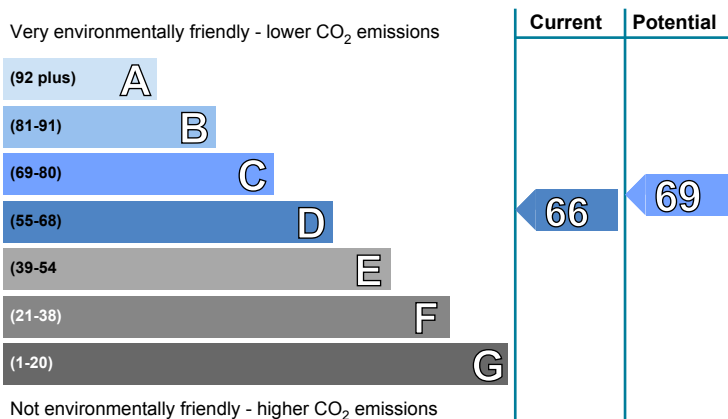 Current Potential
Very environmentally friendly - lower CO₂ emissions
(92 plus) A
(81-91) B
(69-80) C
(55-68) D
66 69
(39-54 E
(21-38) F
(1-20) G
Not environmentally friendly - higher CO₂ emissions